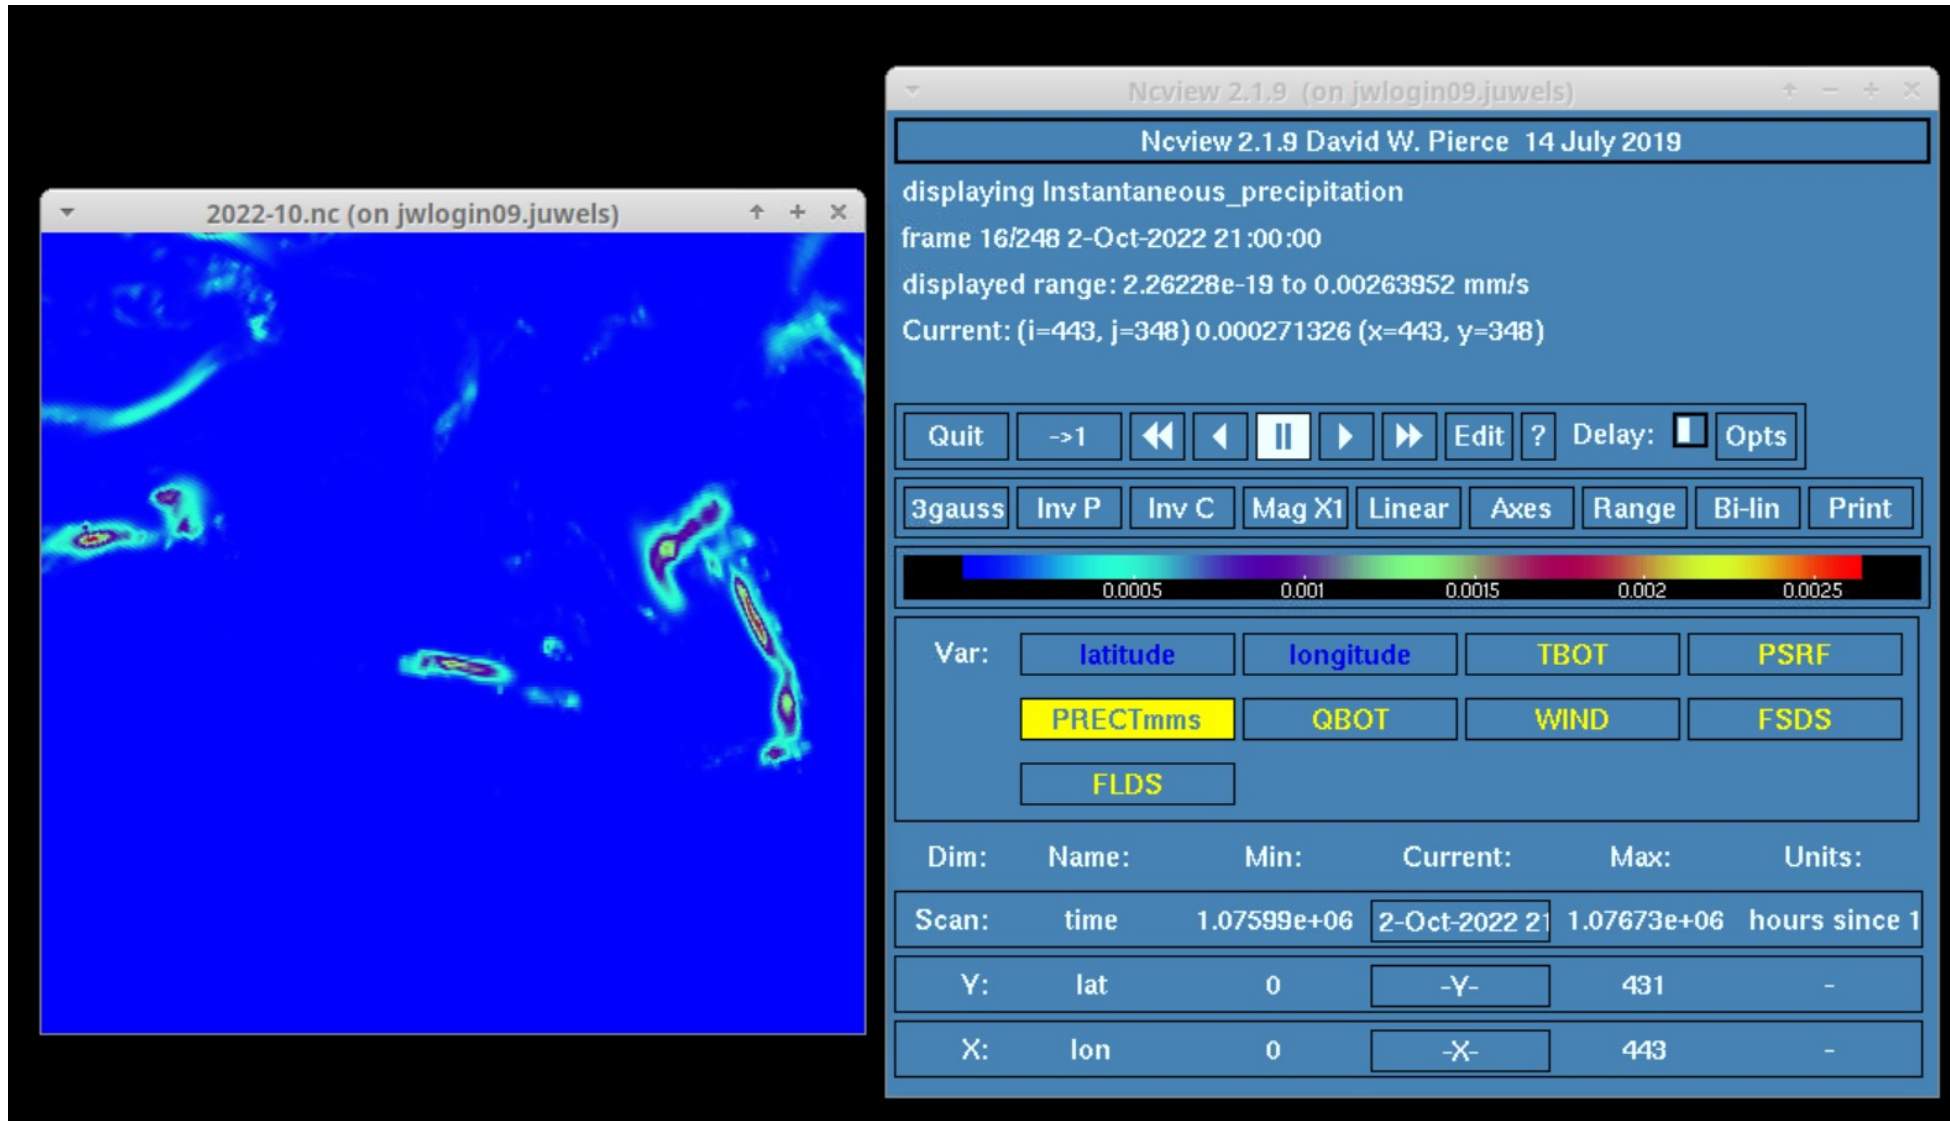 2022-10.nc (on jwlogin09.juwels)
Ncview 2.1.9 (on jwlogin09.juwels)
Ncview 2.1.9 David W. Pierce 14 July 2019
displaying Instantaneous_precipitation
frame 16/248 2-Oct-2022 21:00:00
displayed range: 2.26228e-19 to 0.00263952 mm/s
Current: (i=443, j=348) 0.000271326 (x=443, y=348)
Quit ->1 Edit ? Delay: Opts
3gauss Inv P Inv C Mag X1 Linear Axes Range Bi-lin Print
0.0005 0.001 0.0015 0.002 0.0025
Var: latitude longitude TBOT PSRF
PRECTmms QBOT WIND FSDS
FLDS
Dim: Name: Min: Current: Max: Units:
Scan: time 1.07599e+06 2-Oct-2022 21 1.07673e+06 hours since 1
Y: lat 0 -Y- 431 -
X: lon 0 -X- 443 -